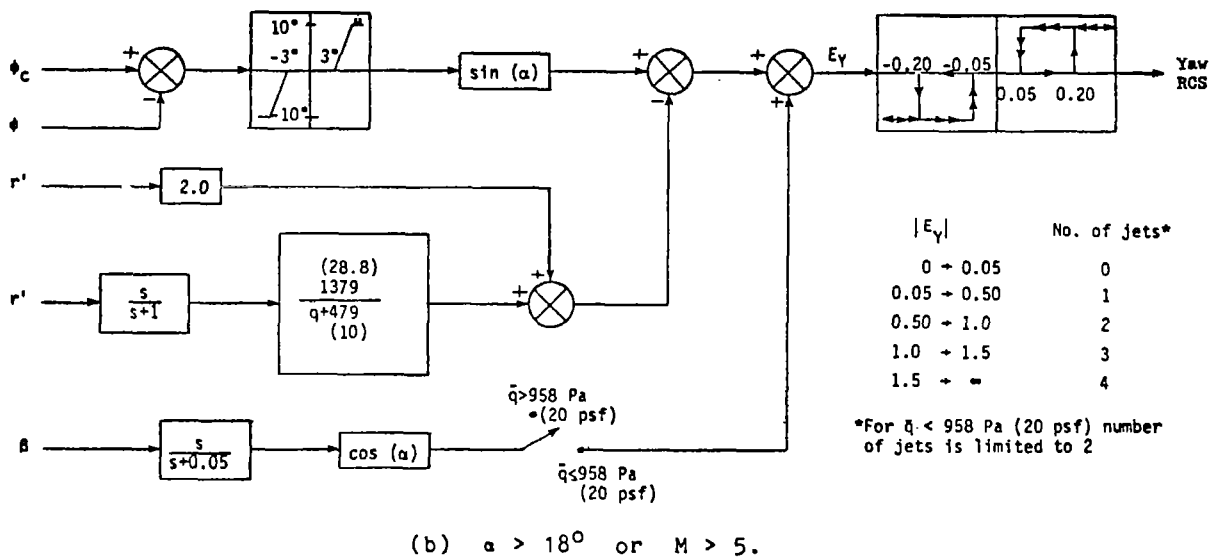 10°
-3° 3°
-10°
ϕc
+
-
ϕ
sin (α)
+
-
+
+
EY
-0.20 -0.05
0.05 0.20
Yaw
RCS
r'
2.0
r'
s
s+1
(28.8)
1379
q+479
(10)
+
+
β
s
s+0.05
cos (α)
q̄>958 Pa
(20 psf)
q̄≤958 Pa
(20 psf)
|EY| No. of jets*
0 → 0.05 0
0.05 → 0.50 1
0.50 → 1.0 2
1.0 → 1.5 3
1.5 → ∞ 4
*For q̄ < 958 Pa (20 psf) number
of jets is limited to 2
(b) α > 18° or M > 5.